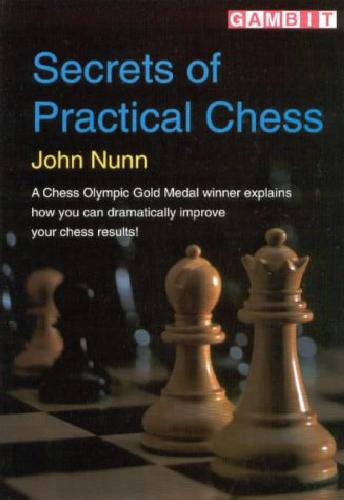 GAMBIT
Secrets of
Practical Chess
John Nunn
A Chess Olympic Gold Medal winner explains
how you can dramatically improve
your chess results!